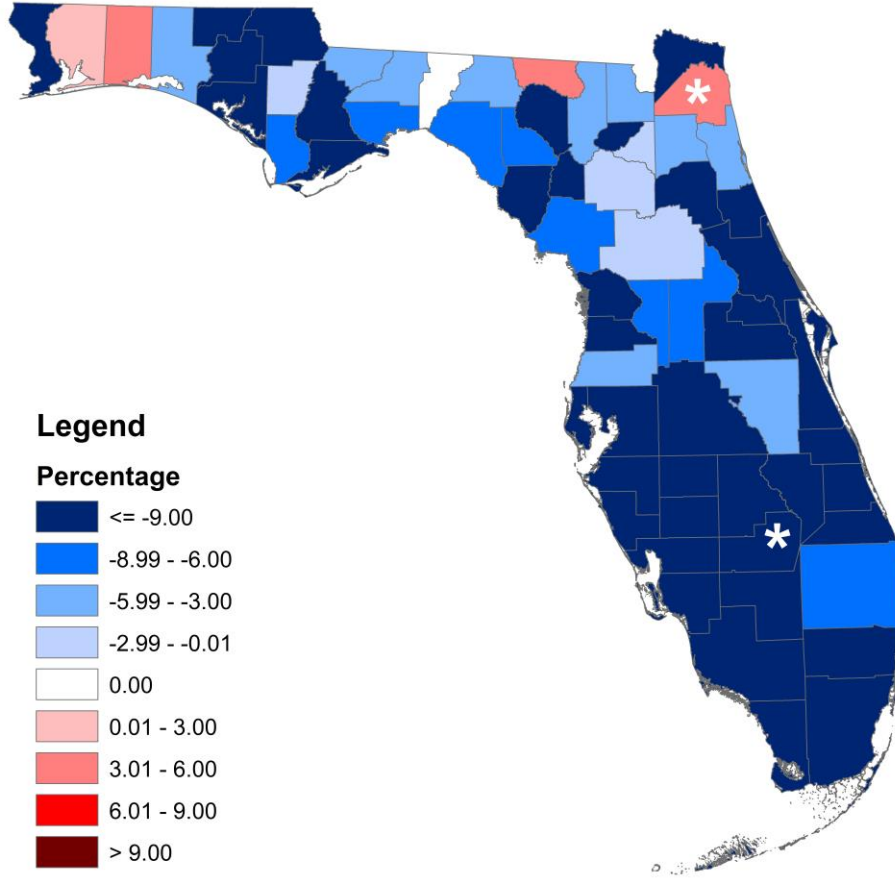 *
*
Legend
Percentage
<= -9.00
-8.99 - -6.00
-5.99 - -3.00
-2.99 - -0.01
0.00
0.01 - 3.00
3.01 - 6.00
6.01 - 9.00
> 9.00